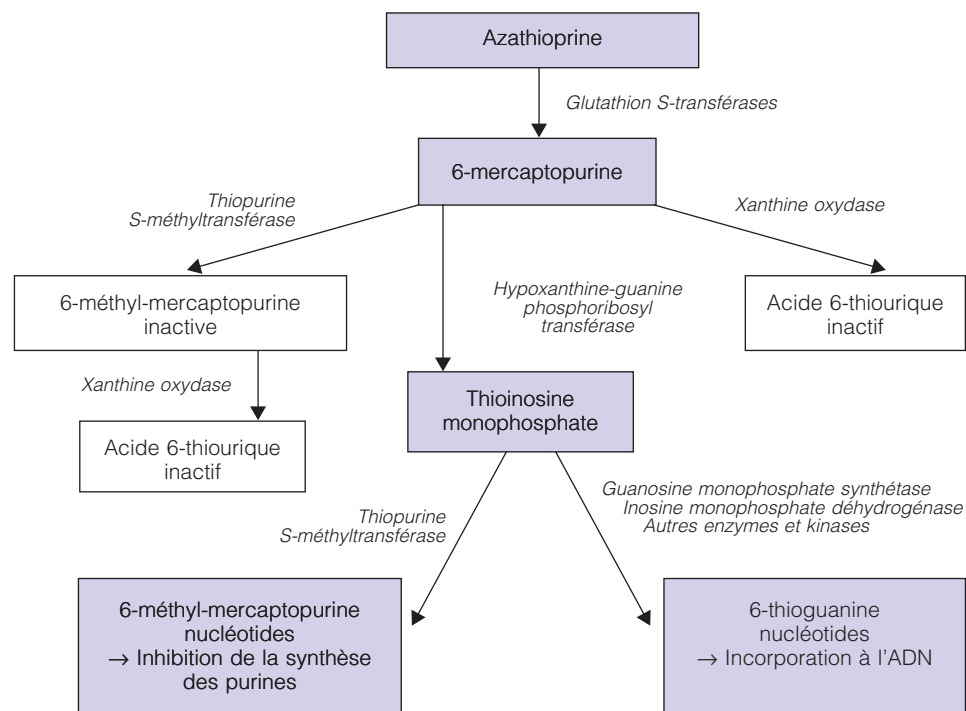 Azathioprine
Glutathion S-transférases
6-mercaptopurine
Thiopurine
S-méthyltransférase
Xanthine oxydase
6-méthyl-mercaptopurine
inactive
Hypoxanthine-guanine
phosphoribosyl
transférase
Acide 6-thiourique
inactif
Xanthine oxydase
Thioinosine
monophosphate
Acide 6-thiourique
inactif
Thiopurine
S-méthyltransférase
Guanosine monophosphate synthétase
Inosine monophosphate déhydrogénase
Autres enzymes et kinases
6-méthyl-mercaptopurine
nucléotides
→ Inhibition de la synthèse
des purines
6-thioguanine
nucléotides
→ Incorporation à l’ADN